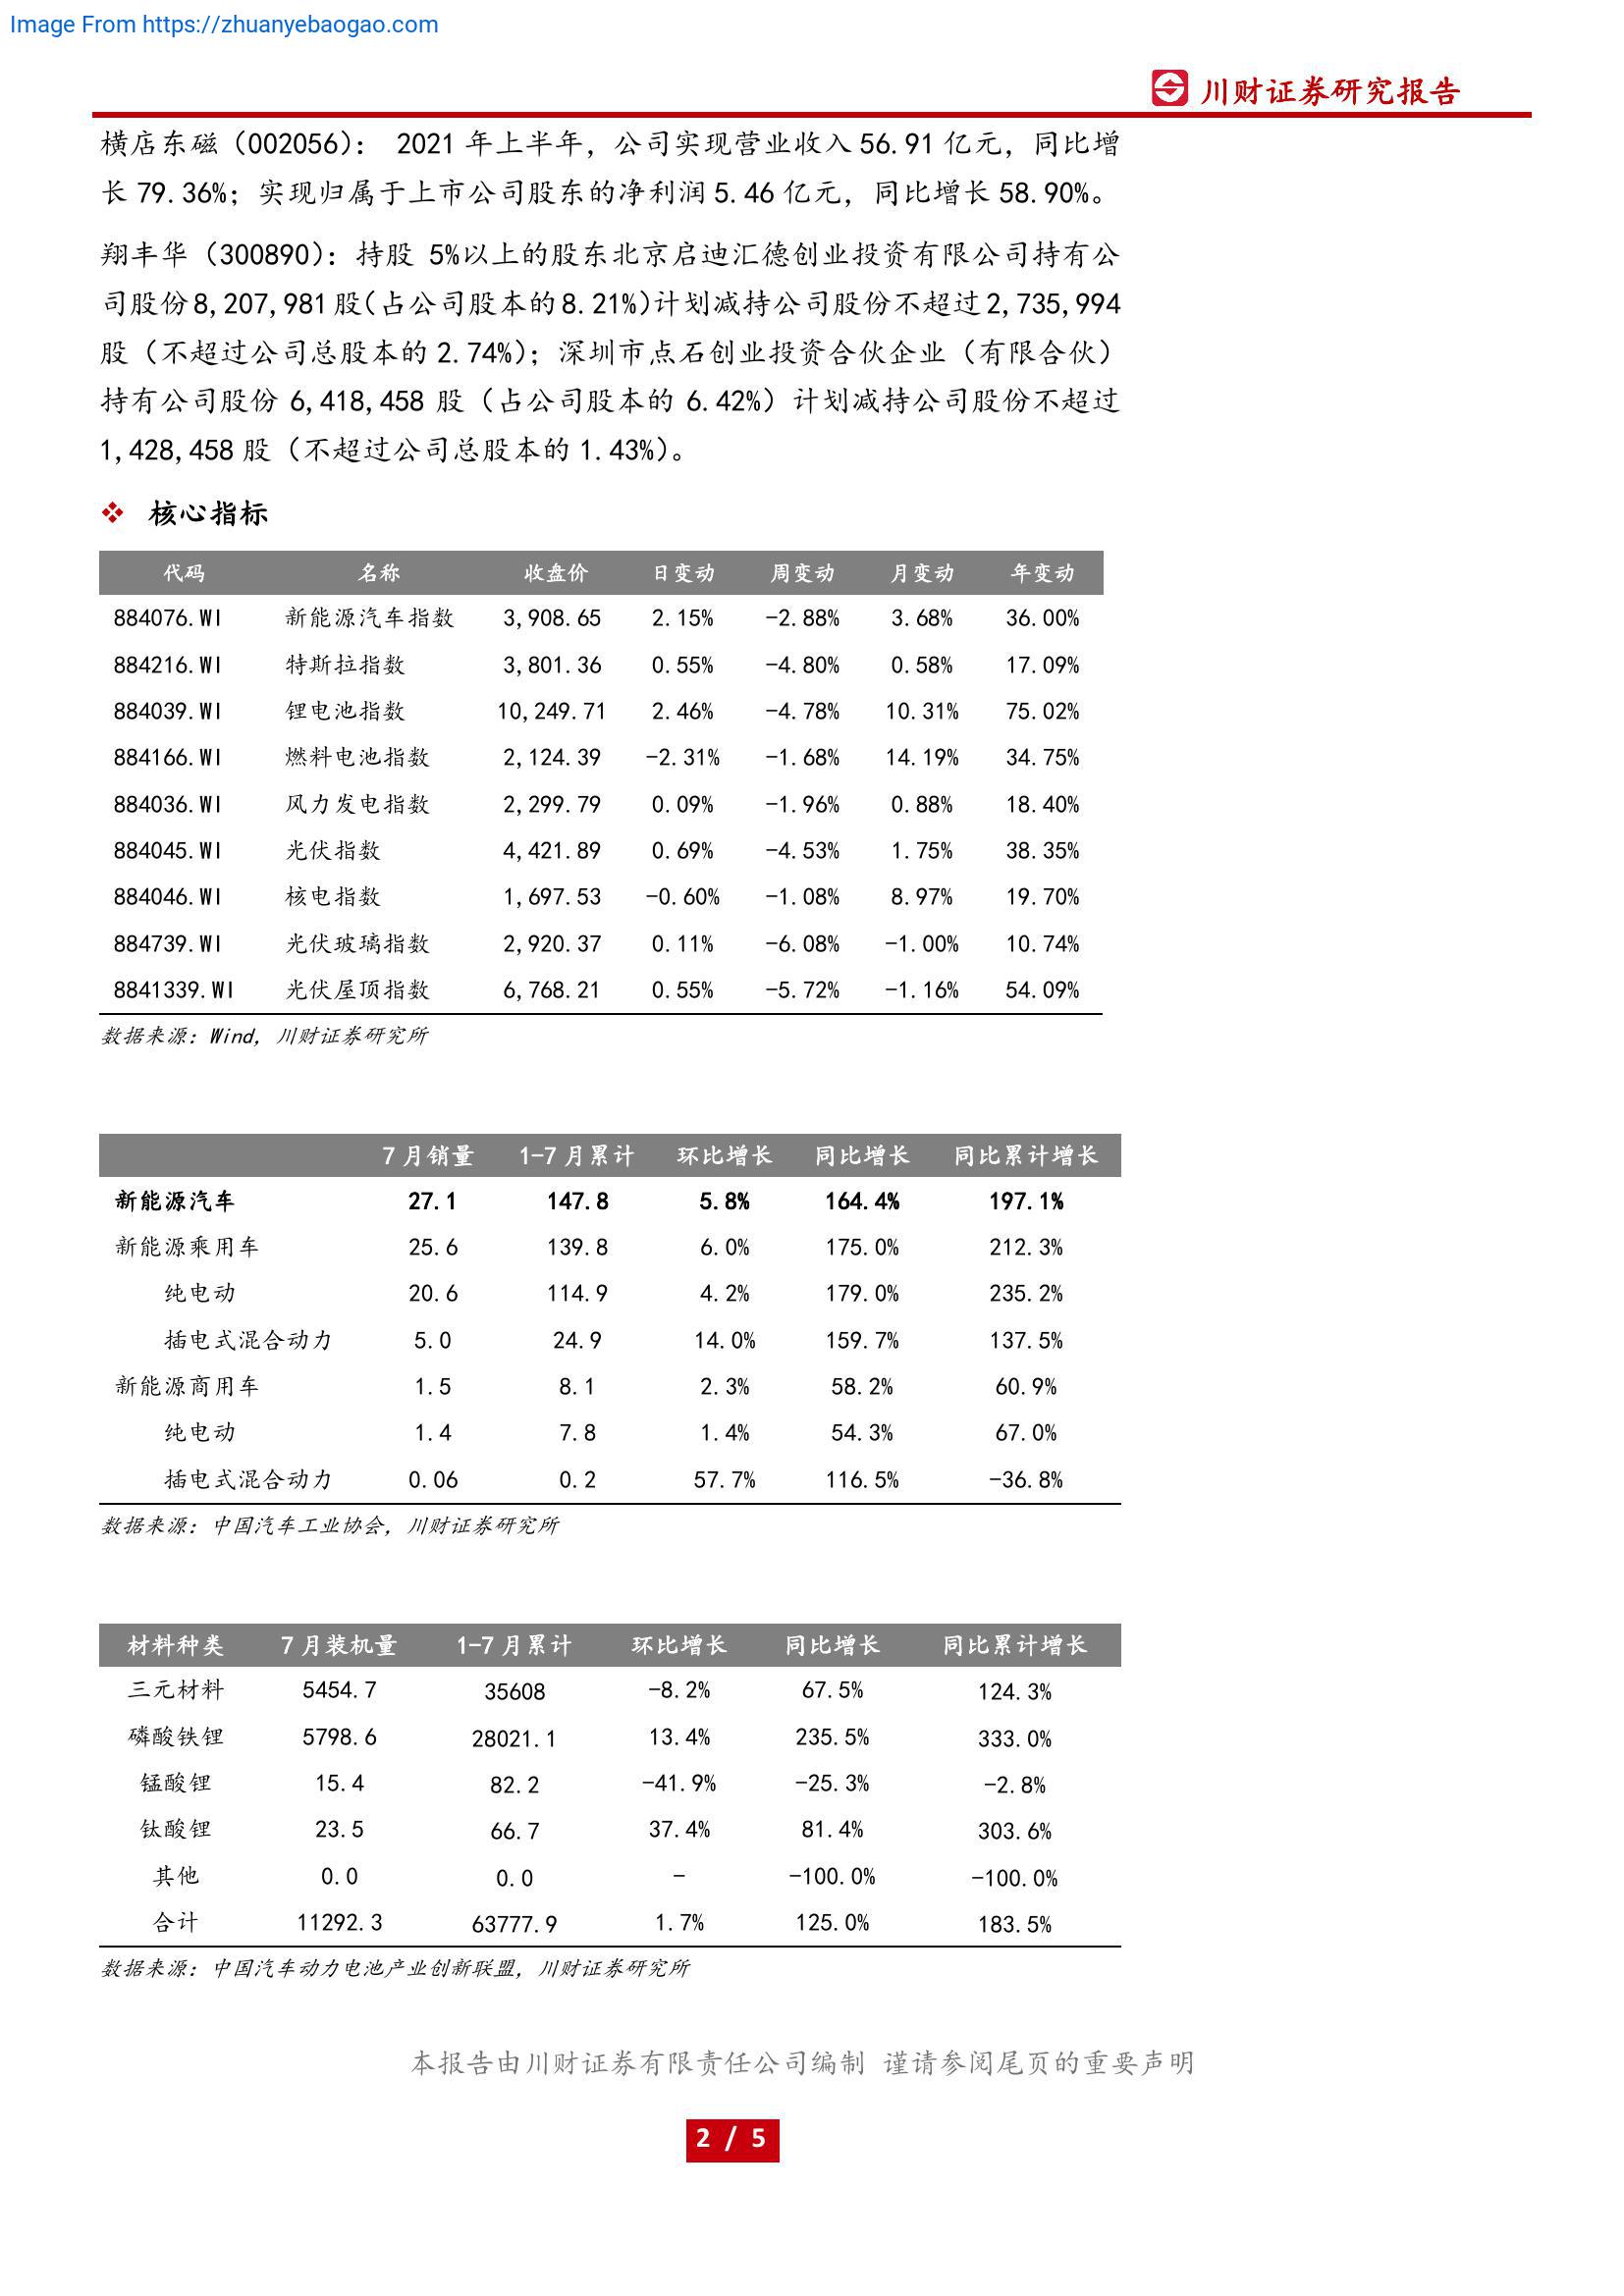 Image From https://zhuanyebaogao.com
川财证券研究报告
横店东磁（002056）： 2021 年上半年，公司实现营业收入 56.91 亿元，同比增
长 79.36%；实现归属于上市公司股东的净利润 5.46 亿元，同比增长 58.90%。
翔丰华（300890）：持股 5%以上的股东北京启迪汇德创业投资有限公司持有公
司股份 8,207,981 股（占公司股本的 8.21%）计划减持公司股份不超过 2,735,994
股（不超过公司总股本的 2.74%）；深圳市点石创业投资合伙企业（有限合伙）
持有公司股份 6,418,458 股（占公司股本的 6.42%）计划减持公司股份不超过
1,428,458 股（不超过公司总股本的 1.43%）。
❖ 核心指标
代码 名称 收盘价 日变动 周变动 月变动 年变动
884076.WI 新能源汽车指数 3,908.65 2.15% -2.88% 3.68% 36.00%
884216.WI 特斯拉指数 3,801.36 0.55% -4.80% 0.58% 17.09%
884039.WI 锂电池指数 10,249.71 2.46% -4.78% 10.31% 75.02%
884166.WI 燃料电池指数 2,124.39 -2.31% -1.68% 14.19% 34.75%
884036.WI 风力发电指数 2,299.79 0.09% -1.96% 0.88% 18.40%
884045.WI 光伏指数 4,421.89 0.69% -4.53% 1.75% 38.35%
884046.WI 核电指数 1,697.53 -0.60% -1.08% 8.97% 19.70%
884739.WI 光伏玻璃指数 2,920.37 0.11% -6.08% -1.00% 10.74%
8841339.WI 光伏屋顶指数 6,768.21 0.55% -5.72% -1.16% 54.09%
数据来源：Wind，川财证券研究所
7 月销量 1-7 月累计 环比增长 同比增长 同比累计增长
新能源汽车 27.1 147.8 5.8% 164.4% 197.1%
新能源乘用车 25.6 139.8 6.0% 175.0% 212.3%
纯电动 20.6 114.9 4.2% 179.0% 235.2%
插电式混合动力 5.0 24.9 14.0% 159.7% 137.5%
新能源商用车 1.5 8.1 2.3% 58.2% 60.9%
纯电动 1.4 7.8 1.4% 54.3% 67.0%
插电式混合动力 0.06 0.2 57.7% 116.5% -36.8%
数据来源：中国汽车工业协会，川财证券研究所
材料种类 7 月装机量 1-7 月累计 环比增长 同比增长 同比累计增长
三元材料 5454.7 35608 -8.2% 67.5% 124.3%
磷酸铁锂 5798.6 28021.1 13.4% 235.5% 333.0%
锰酸锂 15.4 82.2 -41.9% -25.3% -2.8%
钛酸锂 23.5 66.7 37.4% 81.4% 303.6%
其他 0.0 0.0 - -100.0% -100.0%
合计 11292.3 63777.9 1.7% 125.0% 183.5%
数据来源：中国汽车动力电池产业创新联盟，川财证券研究所
本报告由川财证券有限责任公司编制 谨请参阅尾页的重要声明
2 / 5